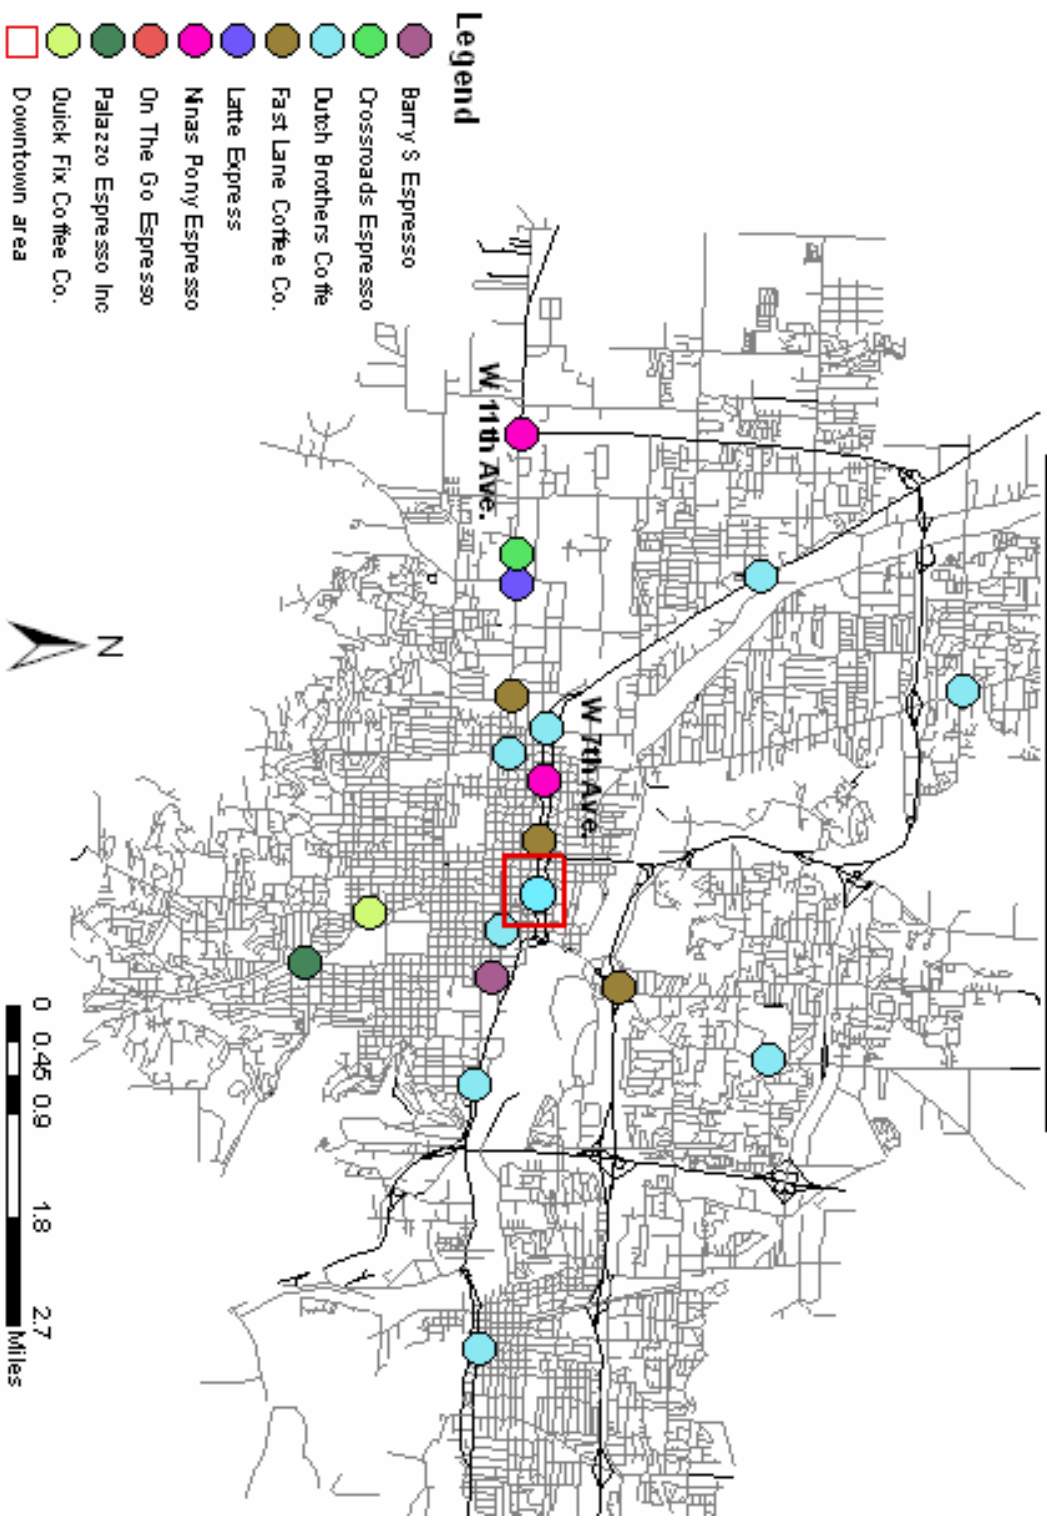 Legend
Barry S Espresso
Crossroads Espresso
Dutch Brothers Coffe
Fast Lane Coffee Co.
Latte Express
Ninas Pony Espresso
On The Go Espresso
Palazzo Espresso Inc
Quick Fix Coffee Co.
Downtown area
W 11th Ave.
W 7th Ave.
N
0 0.45 0.9 1.8 2.7
Miles